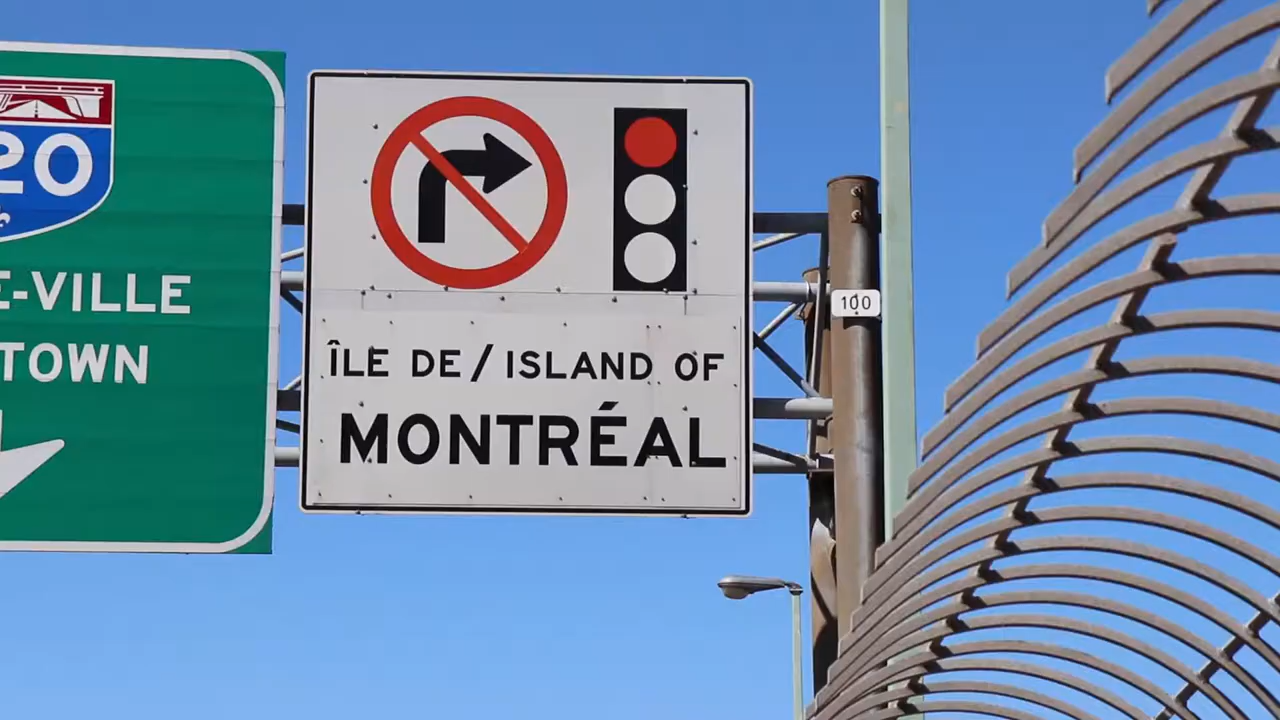 20
E-VILLE
TOWN
ÎLE DE / ISLAND OF
MONTRÉAL
100